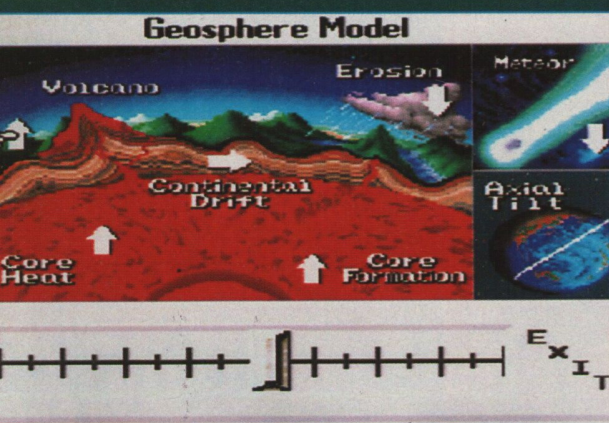 Geosphere Model
Volcano
Erosion
Meteor
Continental
Drift
Axial
Tilt
Core
Heat
Core
Formation
ExIT